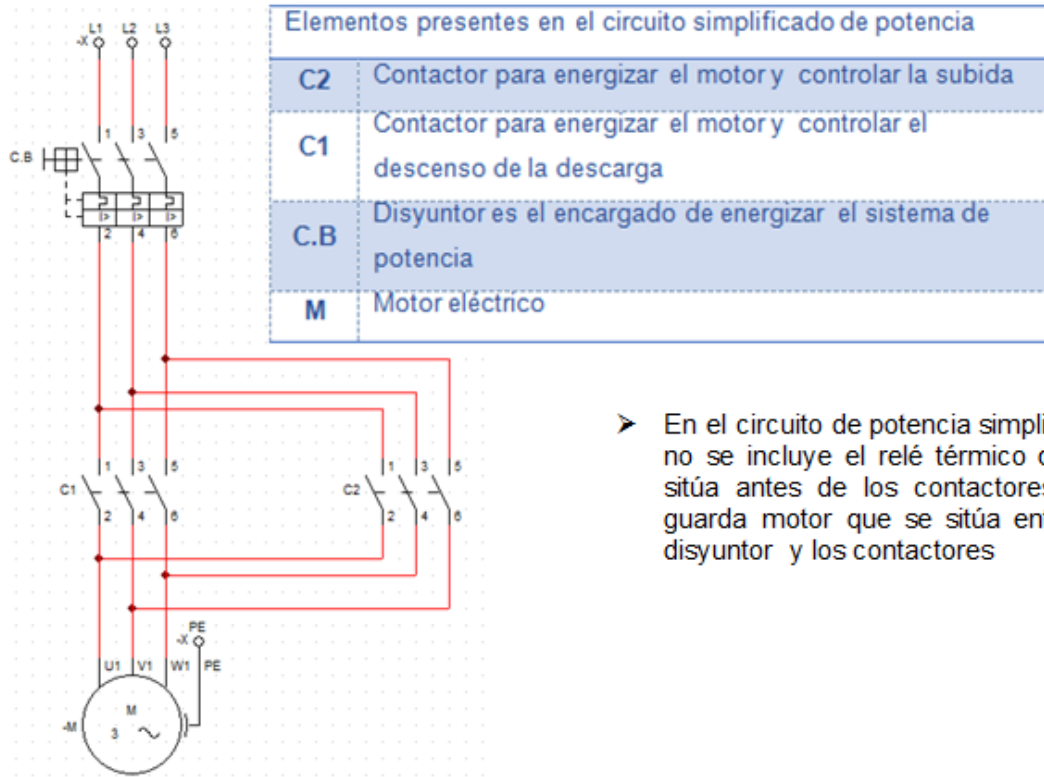 L1 L2 L3
-X
1 3 5
C.B
I> I> I>
2 4 6
1 3 5
C1
2 4 6
1 3 5
C2
2 4 6
PE
-X
U1 V1 W1 PE
M
-M
3
Elementos presentes en el circuito simplificado de potencia
C2 Contactor para energizar el motor y controlar la subida
Contactor para energizar el motor y controlar el
C1
descenso de la descarga
Disyuntor es el encargado de energizar el sistema de
C.B
potencia
M Motor eléctrico
➤ En el circuito de potencia simpli
no se incluye el relé térmico
sitúa antes de los contactores
guarda motor que se sitúa en
disyuntor y los contactores